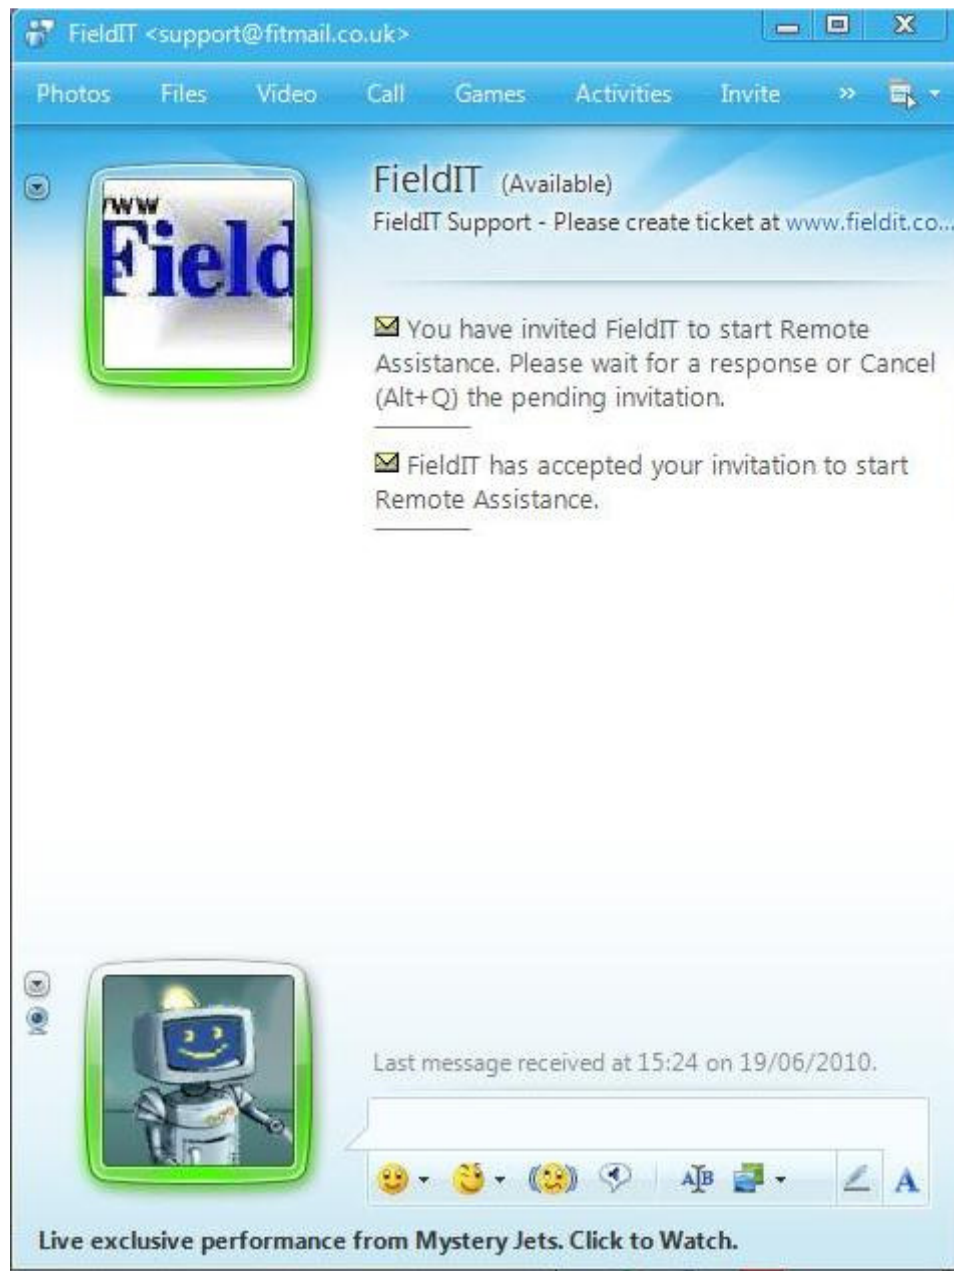 FieldIT <support@fitmail.co.uk>
Photos Files Video Call Games Activities Invite »
FieldIT (Available)
FieldIT Support - Please create ticket at www.fieldit.co...
ww
Field
You have invited FieldIT to start Remote
Assistance. Please wait for a response or Cancel
(Alt+Q) the pending invitation.
FieldIT has accepted your invitation to start
Remote Assistance.
Last message received at 15:24 on 19/06/2010.
Live exclusive performance from Mystery Jets. Click to Watch.